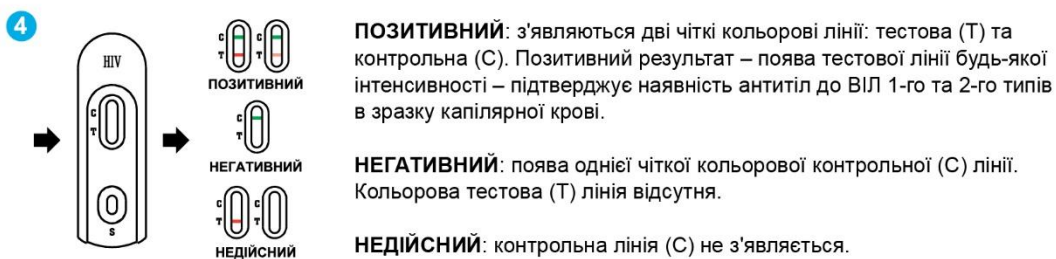 4
HIV
C
T
S
C
T
C
T
ПОЗИТИВНИЙ
C
T
НЕГАТИВНИЙ
C
T
C
T
НЕДІЙСНИЙ
ПОЗИТИВНИЙ: з'являються дві чіткі кольорові лінії: тестова (Т) та
контрольна (С). Позитивний результат – поява тестової лінії будь-якої
інтенсивності – підтверджує наявність антитіл до ВІЛ 1-го та 2-го типів
в зразку капілярної крові.
НЕГАТИВНИЙ: поява однієї чіткої кольорової контрольної (С) лінії.
Кольорова тестова (Т) лінія відсутня.
НЕДІЙСНИЙ: контрольна лінія (С) не з'являється.